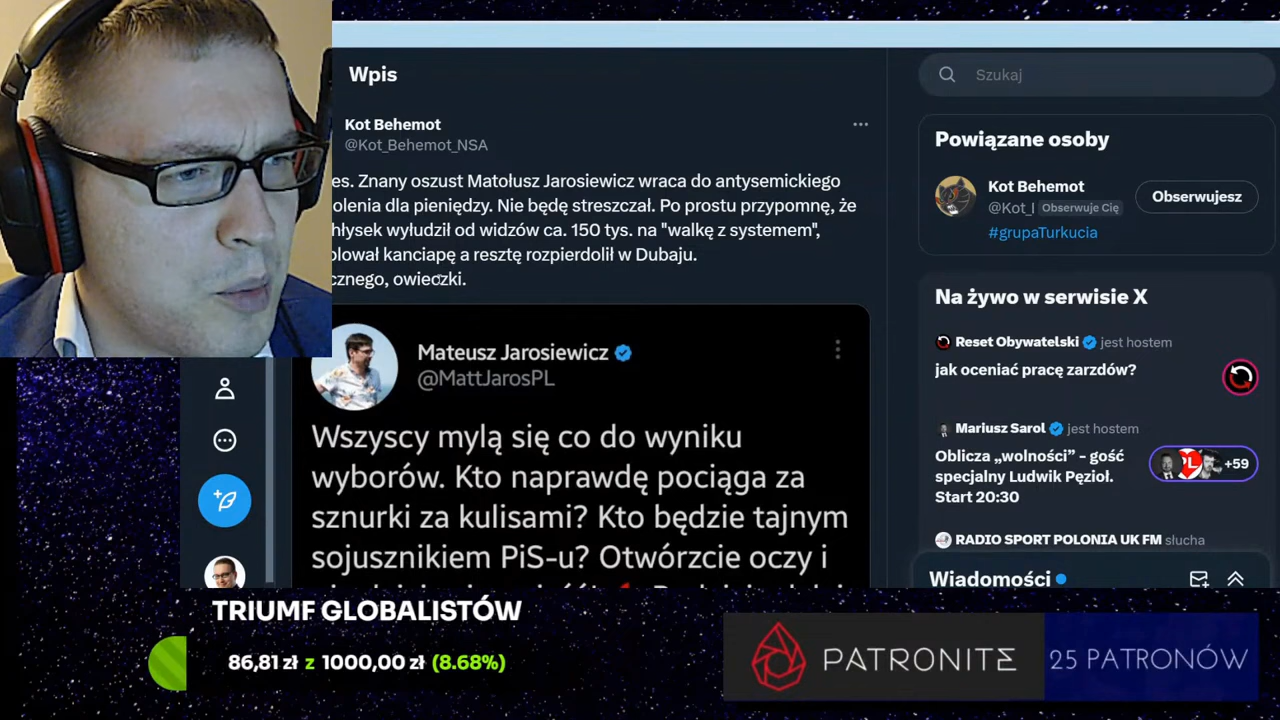 Wpis
Kot Behemot
@Kot_Behemot_NSA
es. Znany oszust Matołusz Jarosiewicz wraca do antysemickiego
olenia dla pieniędzy. Nie będę streszczał. Po prostu przypomnę, że
hłysek wyłudził od widzów ca. 150 tys. na "walkę z systemem",
ował kanciapę a resztę rozpierdolił w Dubaju.
cznego, owieczki.
Mateusz Jarosiewicz
@MattJarosPL
Wszyscy mylą się co do wyniku
wyborów. Kto naprawdę pociąga za
sznurki za kulisami? Kto będzie tajnym
sojusznikiem PiS-u? Otwórzcie oczy i
Szukaj
Powiązane osoby
Kot Behemot
@Kot_I Obserwuje Cię
Obserwujesz
#grupaTurkucia
Na żywo w serwisie X
Reset Obywatelski jest hostem
jak oceniać pracę zarzdów?
Mariusz Sarol jest hostem
Oblicza „wolności” - gość
specjalny Ludwik Pęzioł.
Start 20:30
+59
RADIO SPORT POLONIA UK FM słucha
Wiadomości
TRIUMF GLOBALISTÓW
86,81 zł z 1000,00 zł (8.68%)
PATRONITE
25 PATRONÓW